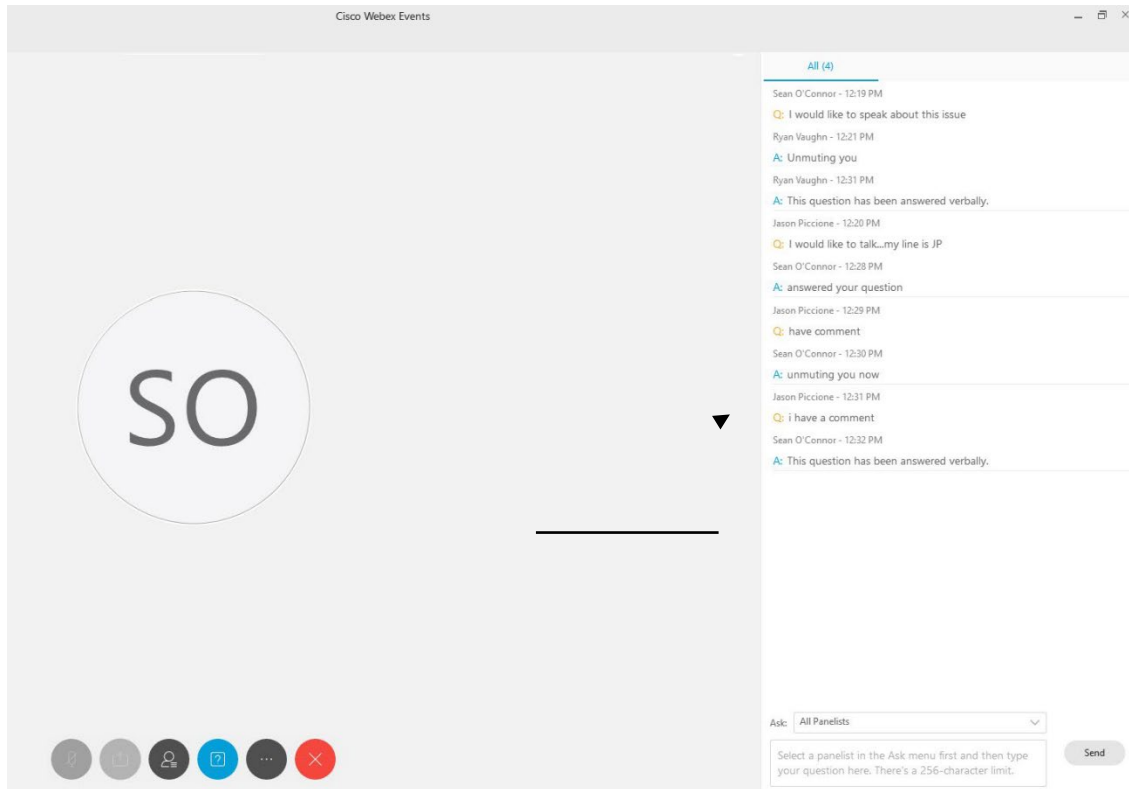 Cisco Webex Events
All (4)
Sean O'Connor - 12:19 PM
Q: I would like to speak about this issue
Ryan Vaughn - 12:21 PM
A: Unmuting you
Ryan Vaughn - 12:31 PM
A: This question has been answered verbally.
Jason Piccione - 12:20 PM
Q: I would like to talk...my line is JP
Sean O'Connor - 12:28 PM
A: answered your question
Jason Piccione - 12:29 PM
Q: have comment
Sean O'Connor - 12:30 PM
A: unmuting you now
Jason Piccione - 12:31 PM
Q: i have a comment
Sean O'Connor - 12:32 PM
A: This question has been answered verbally.
SO
Ask: All Panelists
Select a panelist in the Ask menu first and then type
your question here. There's a 256-character limit.
Send